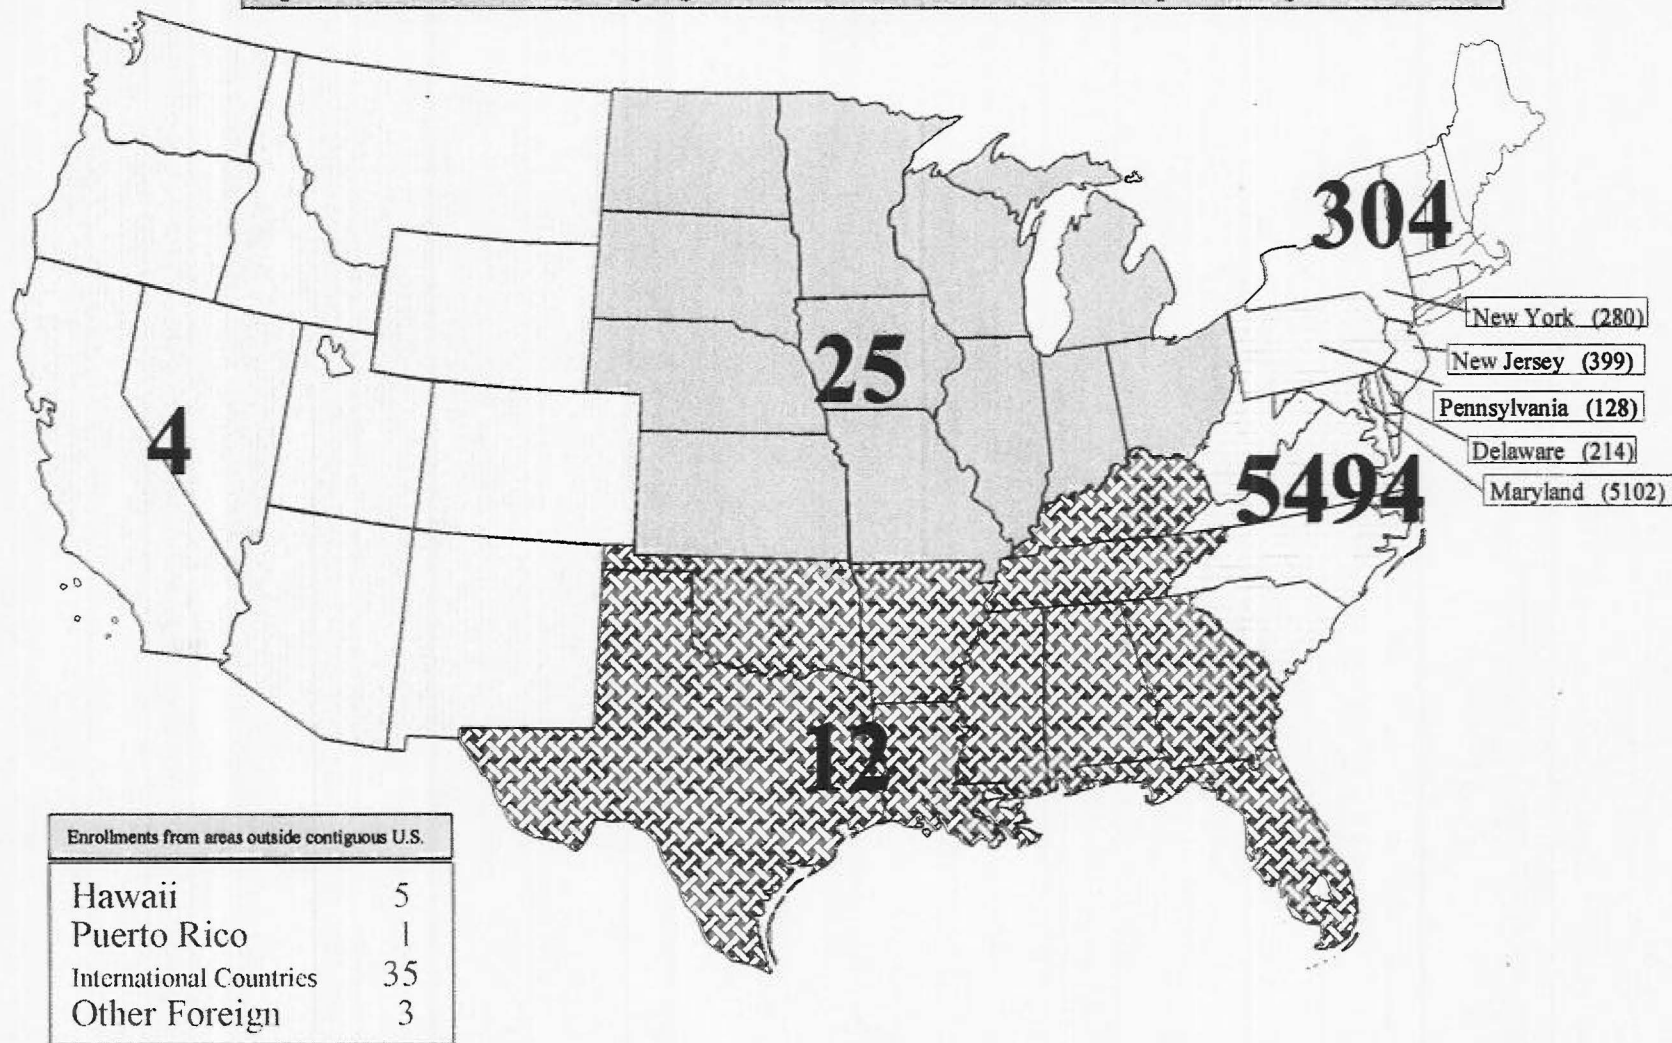 304
New York (280)
New Jersey (399)
25
Pennsylvania (128)
4
Delaware (214)
5494
Maryland (5102)
12
Enrollments from areas outside contiguous U.S.
Hawaii 5
Puerto Rico 1
International Countries 35
Other Foreign 3